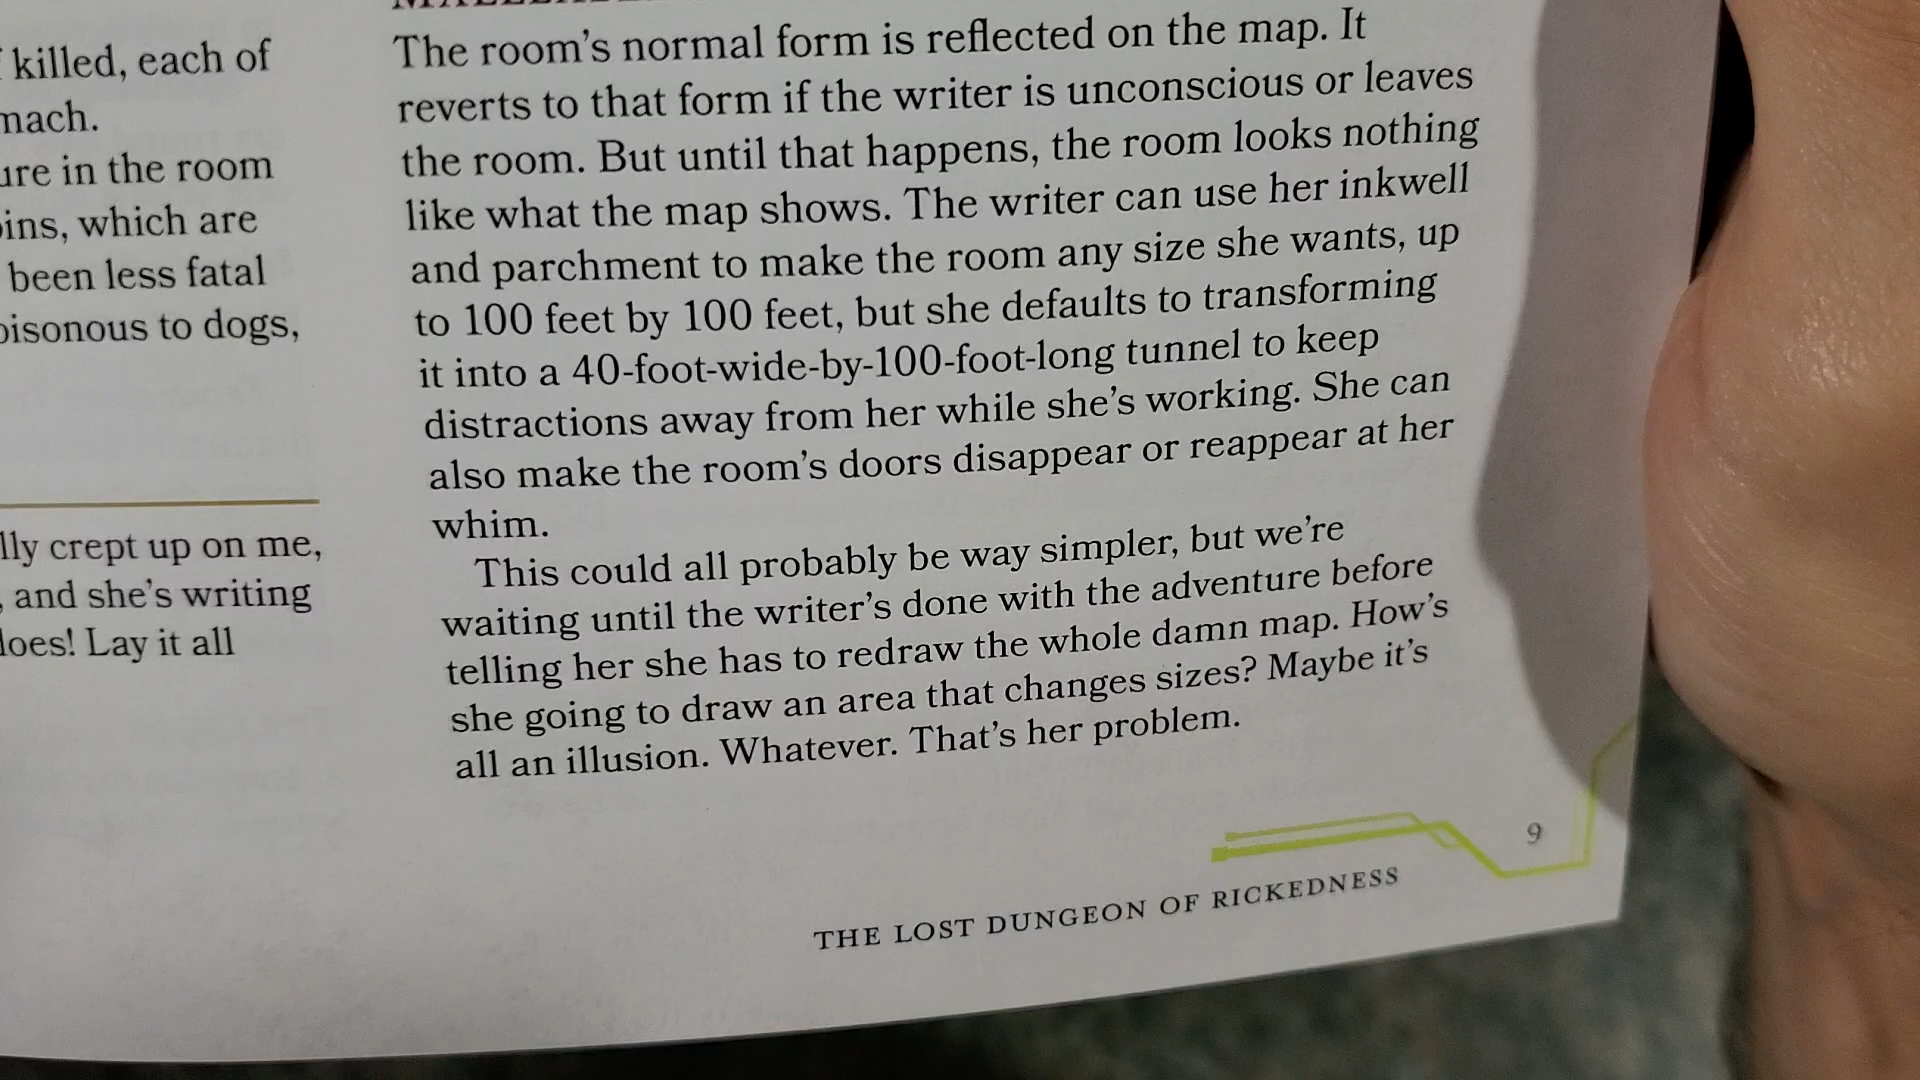 killed, each of
mach.
ure in the room
ins, which are
been less fatal
oisonous to dogs,
lly crept up on me,
, and she's writing
loes! Lay it all
The room's normal form is reflected on the map. It
reverts to that form if the writer is unconscious or leaves
the room. But until that happens, the room looks nothing
like what the map shows. The writer can use her inkwell
and parchment to make the room any size she wants, up
to 100 feet by 100 feet, but she defaults to transforming
it into a 40-foot-wide-by-100-foot-long tunnel to keep
distractions away from her while she's working. She can
also make the room's doors disappear or reappear at her
whim.
This could all probably be way simpler, but we're
waiting until the writer's done with the adventure before
telling her she has to redraw the whole damn map. How's
she going to draw an area that changes sizes? Maybe it's
all an illusion. Whatever. That's her problem.
9
THE LOST DUNGEON OF RICKEDNESS